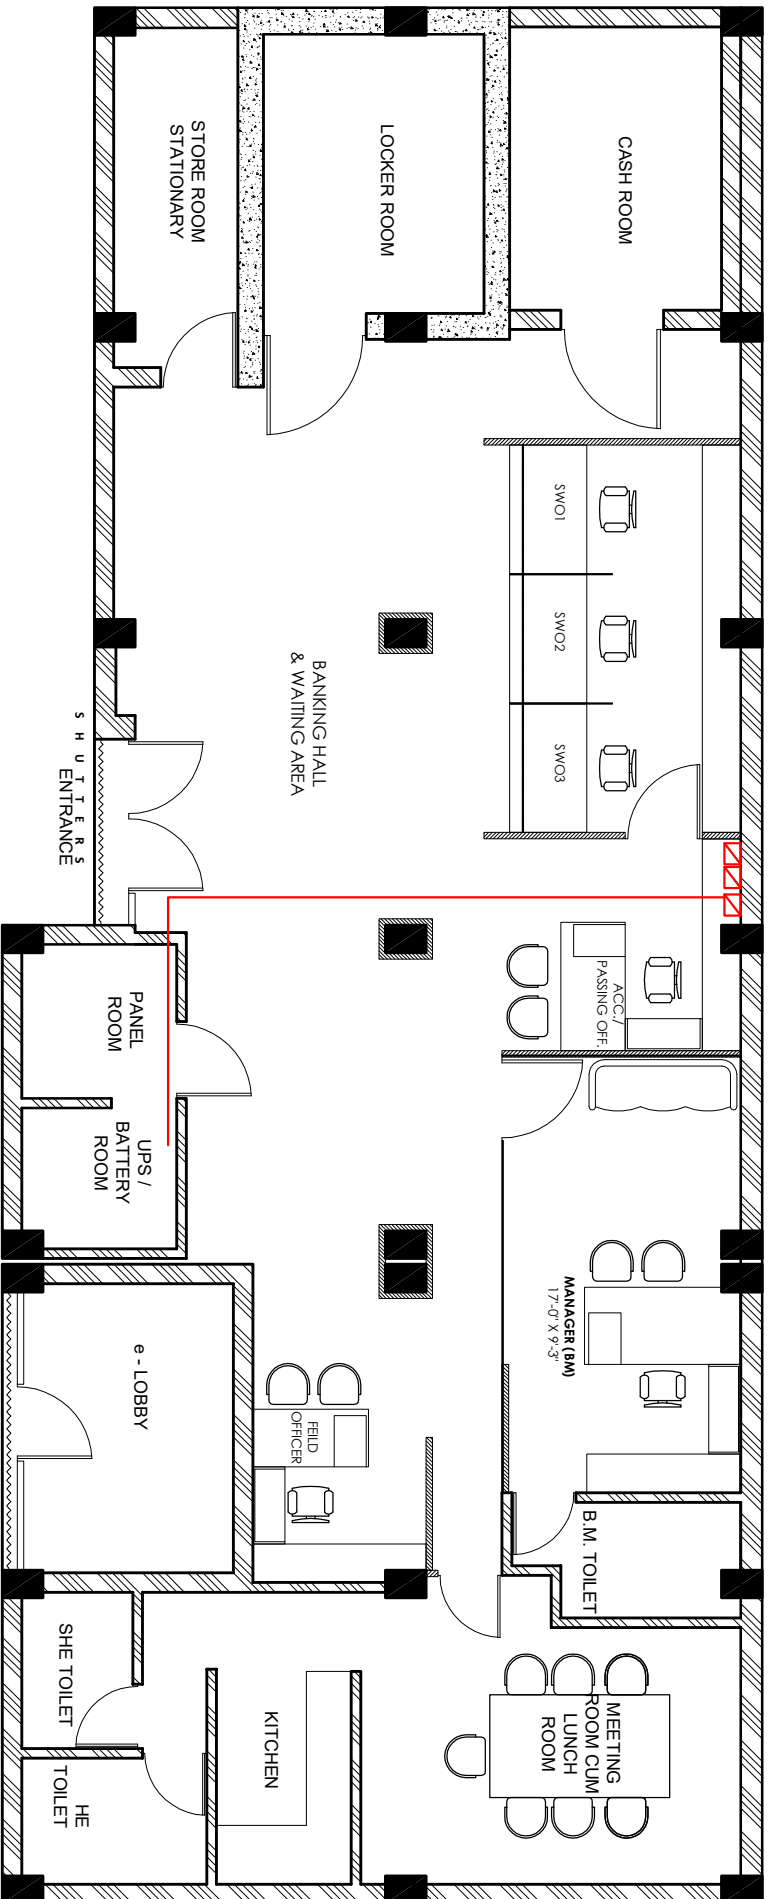 STORE ROOM
STATIONARY
LOCKER ROOM
CASH ROOM
SWO1
SWO2
SWO3
BANKING HALL
& WAITING AREA
SHUTTERS
ENTRANCE
PANEL
ROOM
UPS /
BATTERY
ROOM
ACC./
PASSING OFF.
MANAGER (BM)
17'-0" X 9'-3"
e - LOBBY
FEILD
OFFICER
B.M. TOILET
SHE TOILET
HE
TOILET
KITCHEN
MEETING
ROOM CUM
LUNCH
ROOM